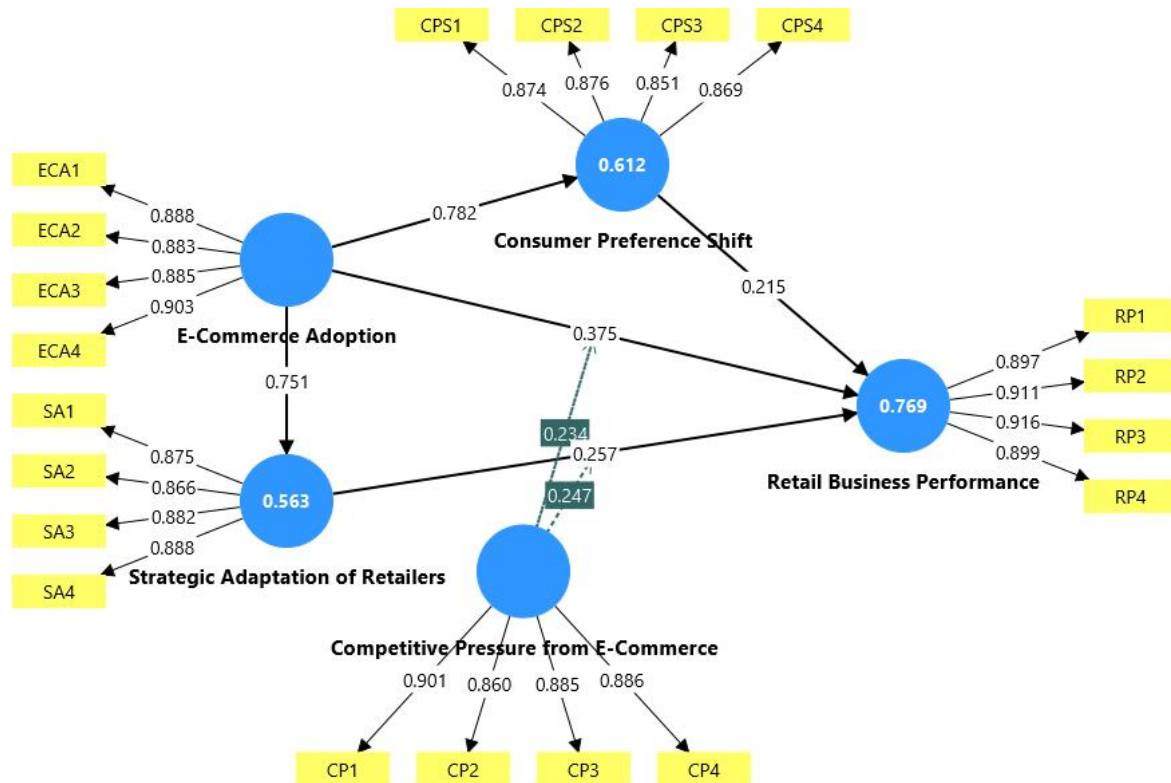 CPS1
CPS2
CPS3
CPS4
0.874
0.876
0.851
0.869
ECA1
ECA2
ECA3
ECA4
0.888
0.883
0.885
0.903
E-Commerce Adoption
0.782
0.612
Consumer Preference Shift
0.215
0.375
0.751
0.234
0.257
0.247
0.769
Retail Business Performance
0.897
0.911
0.916
0.899
RP1
RP2
RP3
RP4
SA1
SA2
SA3
SA4
0.875
0.866
0.882
0.888
0.563
Strategic Adaptation of Retailers
Competitive Pressure from E-Commerce
0.901
0.860
0.885
0.886
CP1
CP2
CP3
CP4